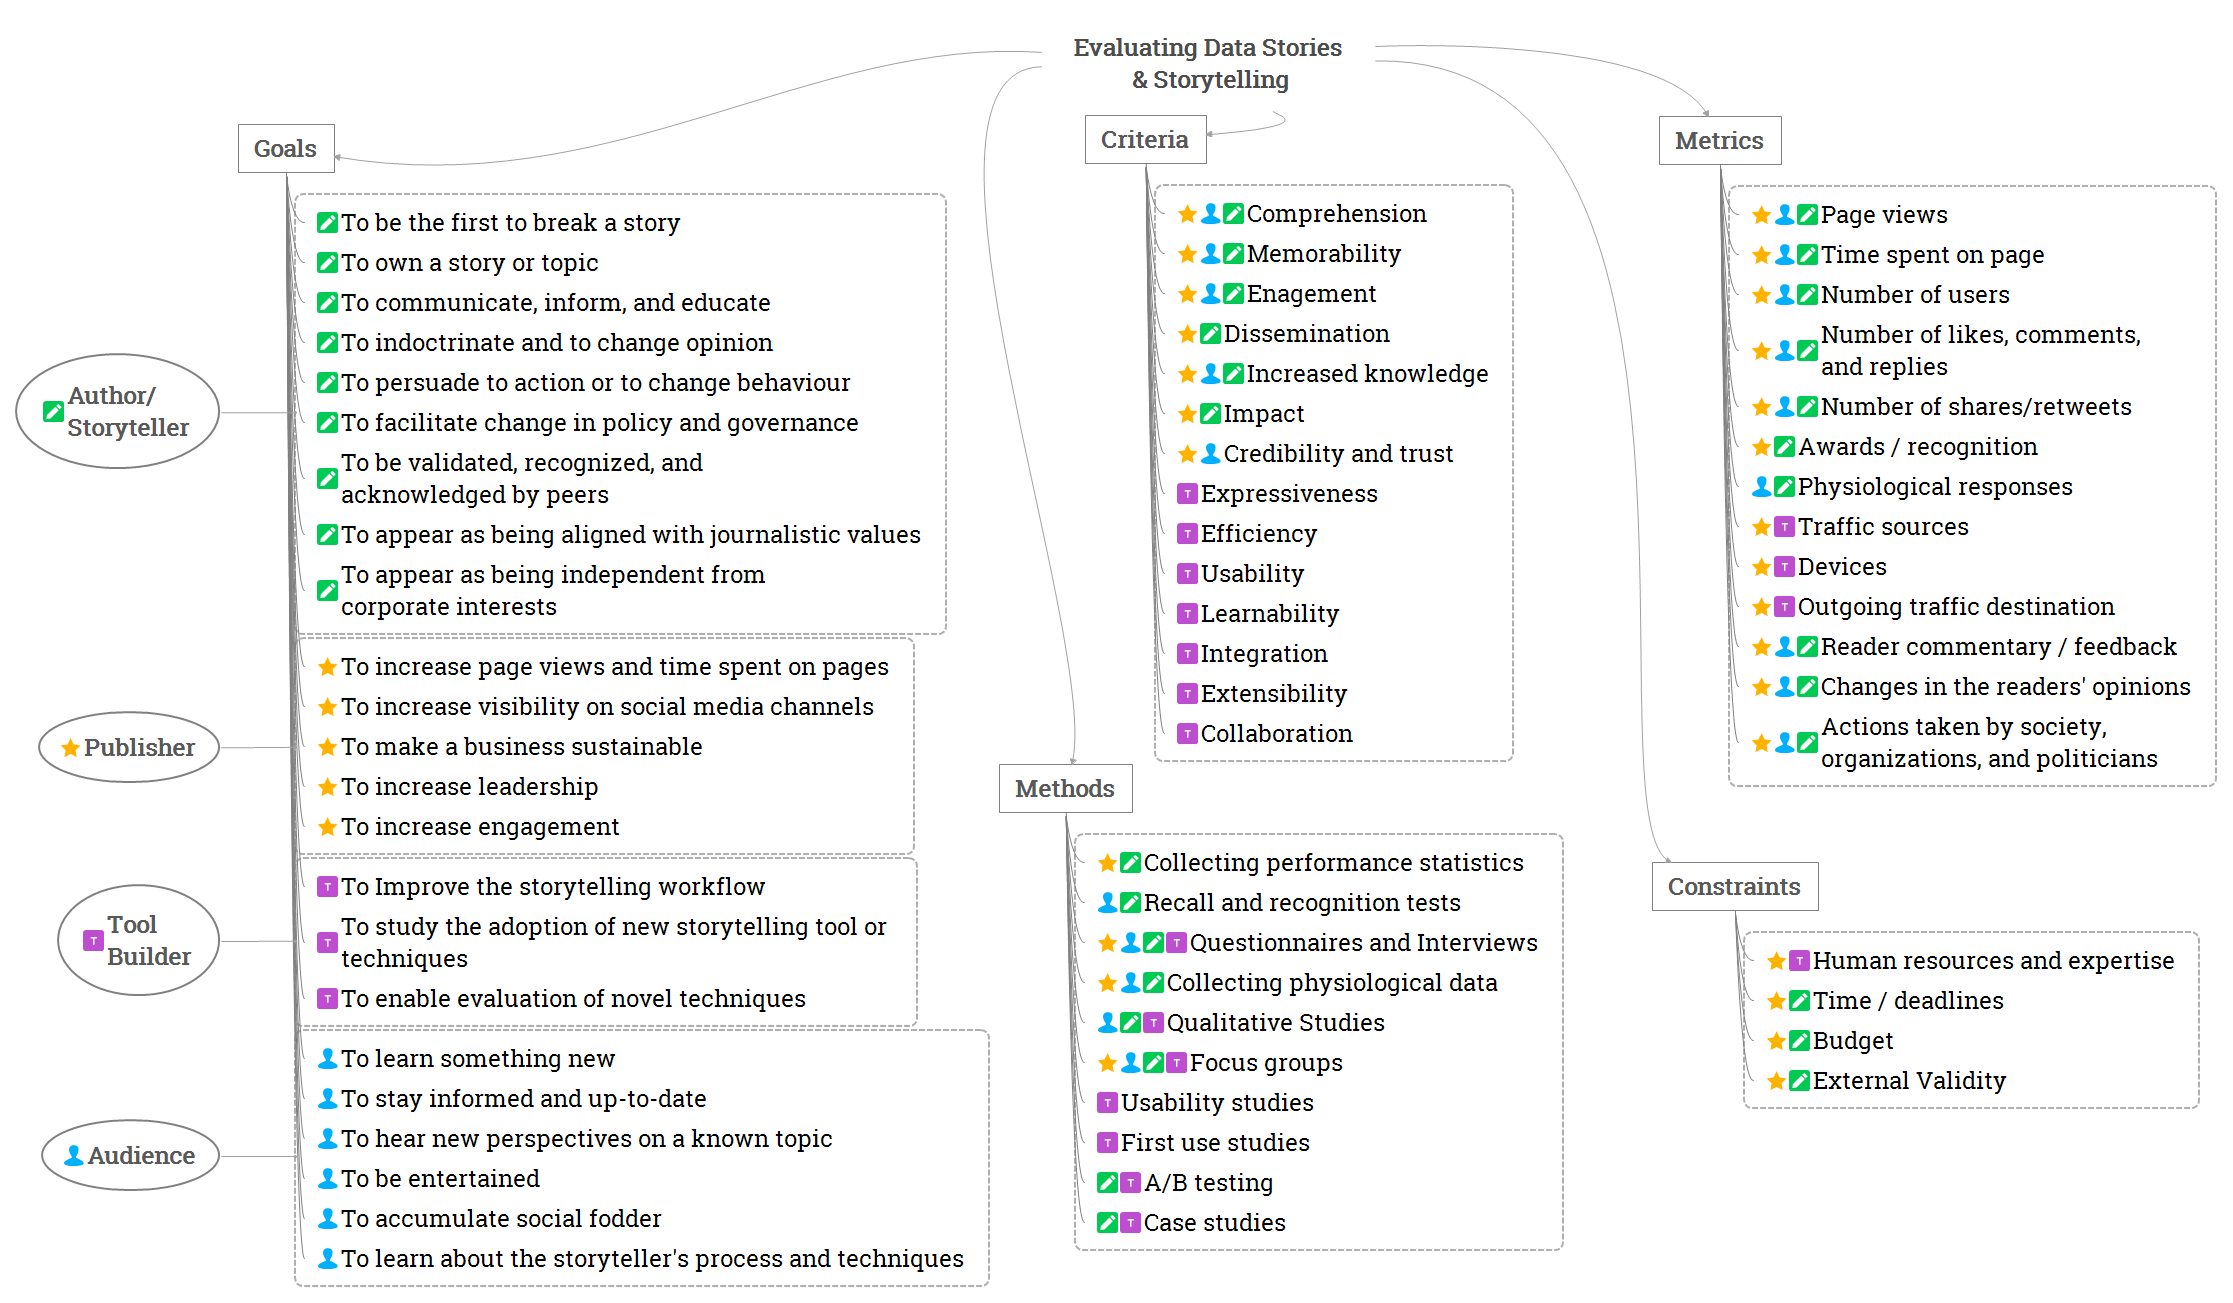 Evaluating Data Stories
& Storytelling
Goals
Author/
Storyteller
To be the first to break a story
To own a story or topic
To communicate, inform, and educate
To indoctrinate and to change opinion
To persuade to action or to change behaviour
To facilitate change in policy and governance
To be validated, recognized, and
acknowledged by peers
To appear as being aligned with journalistic values
To appear as being independent from
corporate interests
Publisher
To increase page views and time spent on pages
To increase visibility on social media channels
To make a business sustainable
To increase leadership
To increase engagement
Tool
Builder
T
T To Improve the storytelling workflow
T To study the adoption of new storytelling tool or
techniques
T To enable evaluation of novel techniques
Audience
To learn something new
To stay informed and up-to-date
To hear new perspectives on a known topic
To be entertained
To accumulate social fodder
To learn about the storyteller's process and techniques
Criteria
Comprehension
Memorability
Enagement
Dissemination
Increased knowledge
Impact
Credibility and trust
T Expressiveness
T Efficiency
T Usability
T Learnability
T Integration
T Extensibility
T Collaboration
Methods
Collecting performance statistics
Recall and recognition tests
T Questionnaires and Interviews
Collecting physiological data
T Qualitative Studies
T Focus groups
T Usability studies
T First use studies
T A/B testing
T Case studies
Metrics
Page views
Time spent on page
Number of users
Number of likes, comments,
and replies
Number of shares/retweets
Awards / recognition
Physiological responses
T Traffic sources
T Devices
T Outgoing traffic destination
Reader commentary / feedback
Changes in the readers' opinions
Actions taken by society,
organizations, and politicians
Constraints
T Human resources and expertise
Time / deadlines
Budget
External Validity